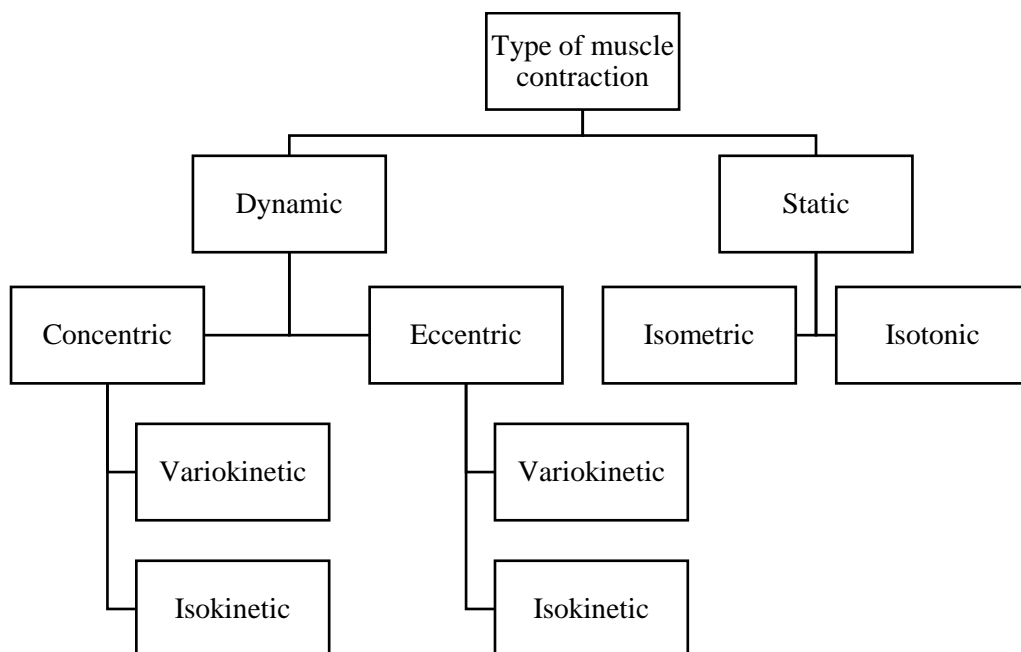 Type of muscle
contraction
Dynamic
Static
Concentric
Eccentric
Isometric
Isotonic
Variokinetic
Variokinetic
Isokinetic
Isokinetic